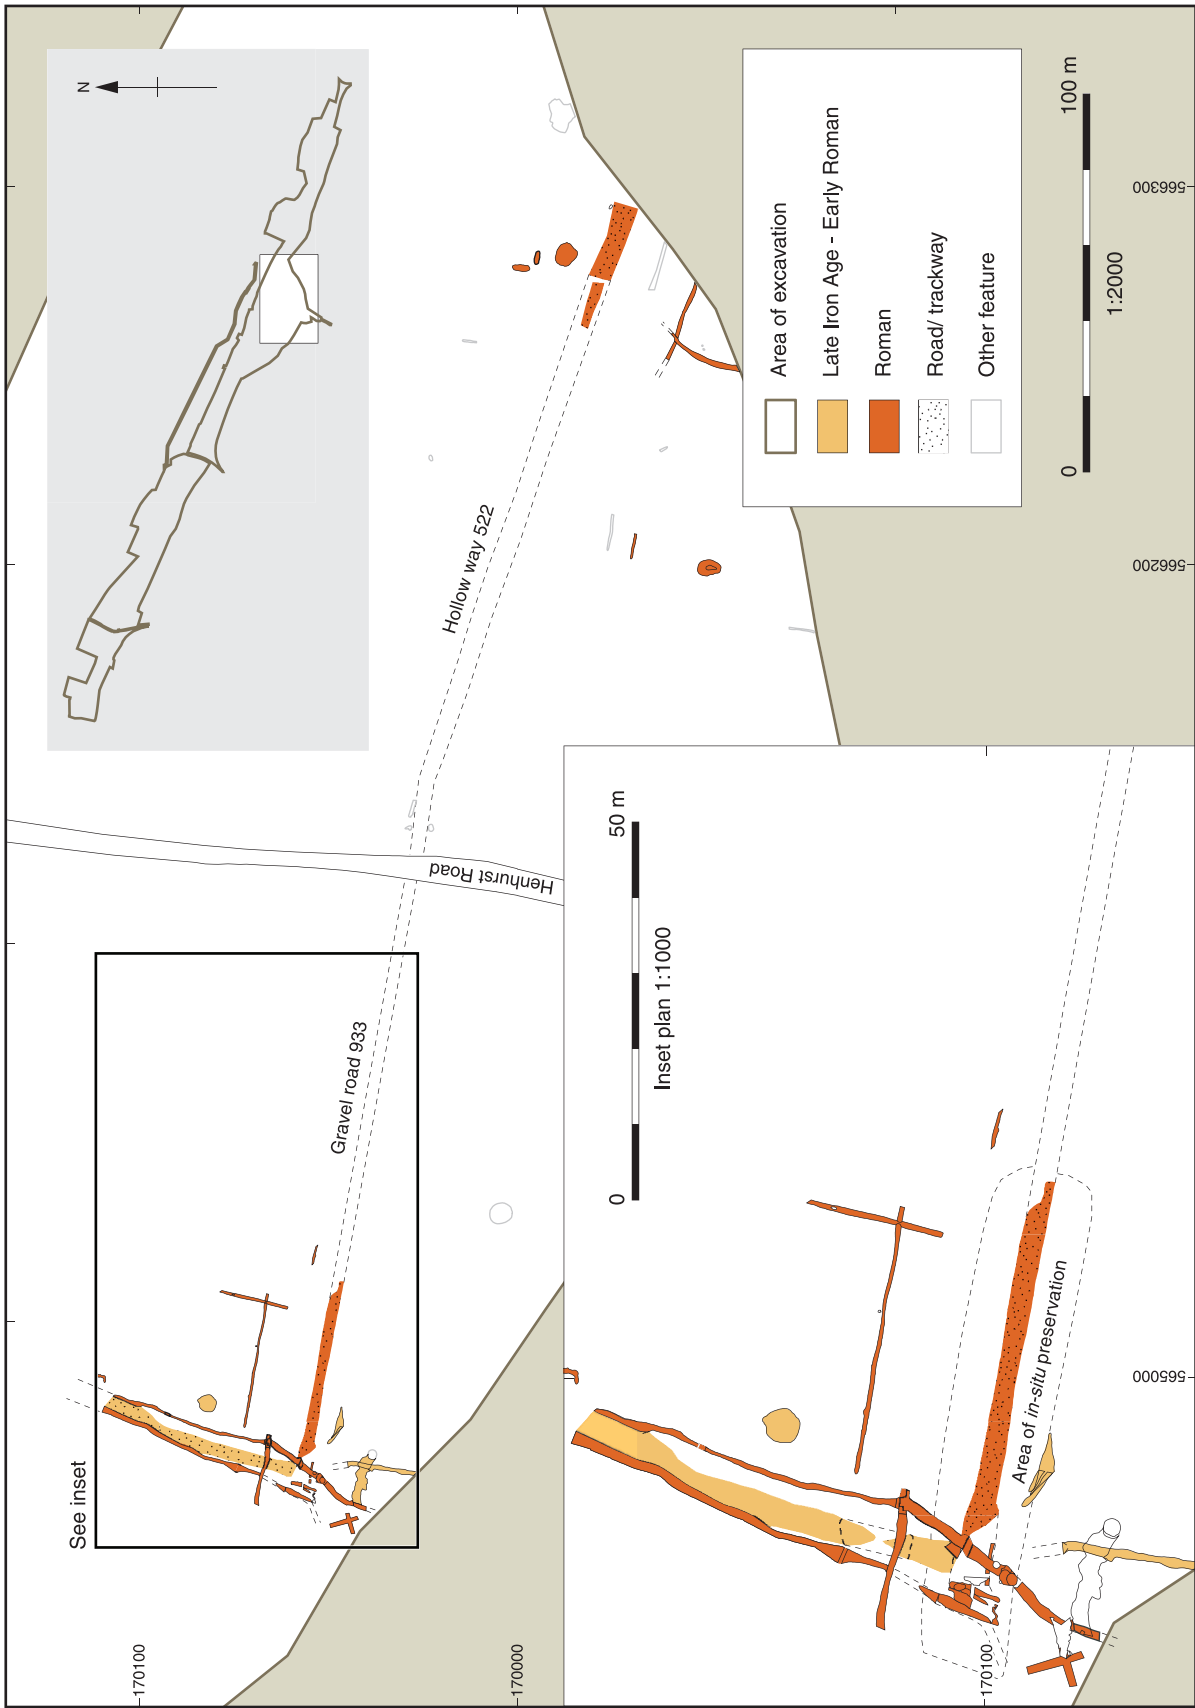 N
See inset
Gravel road 933
Henhurst Road
Hollow way 522
Area of excavation
Late Iron Age - Early Roman
Roman
Road/ trackway
Other feature
0
100 m
1:2000
0
50 m
Inset plan 1:1000
Area of in-situ preservation
170100
170000
170100
566000
566200
566300